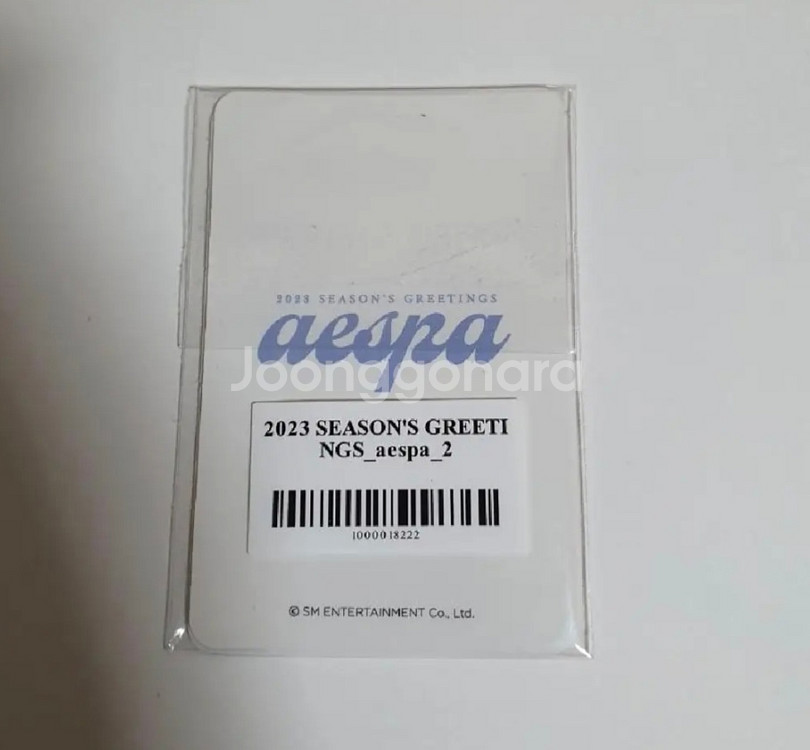 2023 SEASON'S GREETINGS
aespa
Joonggonara
2023 SEASON'S GREETI
NGS_aespa_2
1000018222
© SM ENTERTAINMENT Co., Ltd.